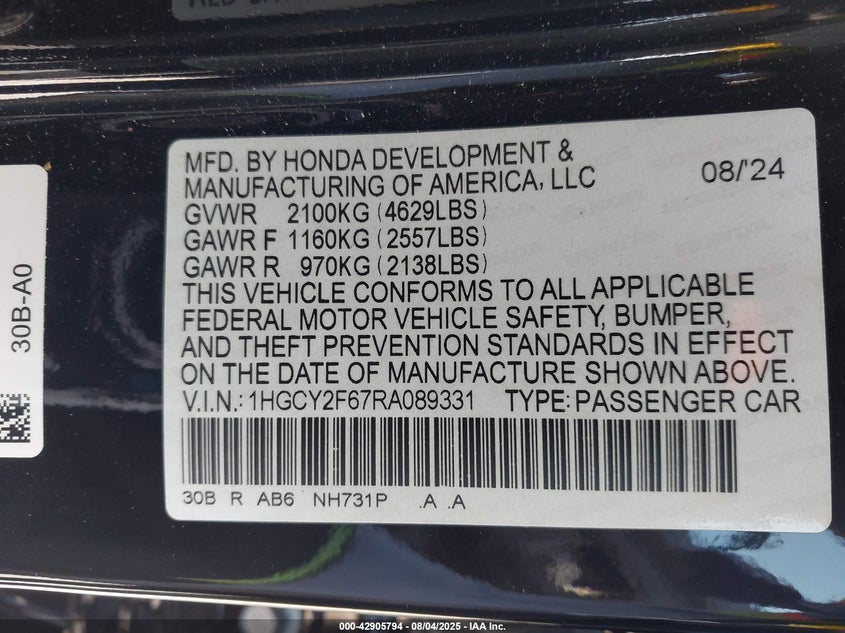 MFD. BY HONDA DEVELOPMENT &
MANUFACTURING OF AMERICA, LLC 08/'24
GVWR 2100KG (4629LBS)
GAWR F 1160KG (2557LBS)
GAWR R 970KG (2138LBS)
THIS VEHICLE CONFORMS TO ALL APPLICABLE
FEDERAL MOTOR VEHICLE SAFETY, BUMPER,
AND THEFT PREVENTION STANDARDS IN EFFECT
ON THE DATE OF MANUFACTURE SHOWN ABOVE.
V.I.N.: 1HGCY2F67RA089331 TYPE: PASSENGER CAR
30B R AB6 NH731P .A .A
30B-A0
000-42905794 - 08/04/2025 - IAA Inc.